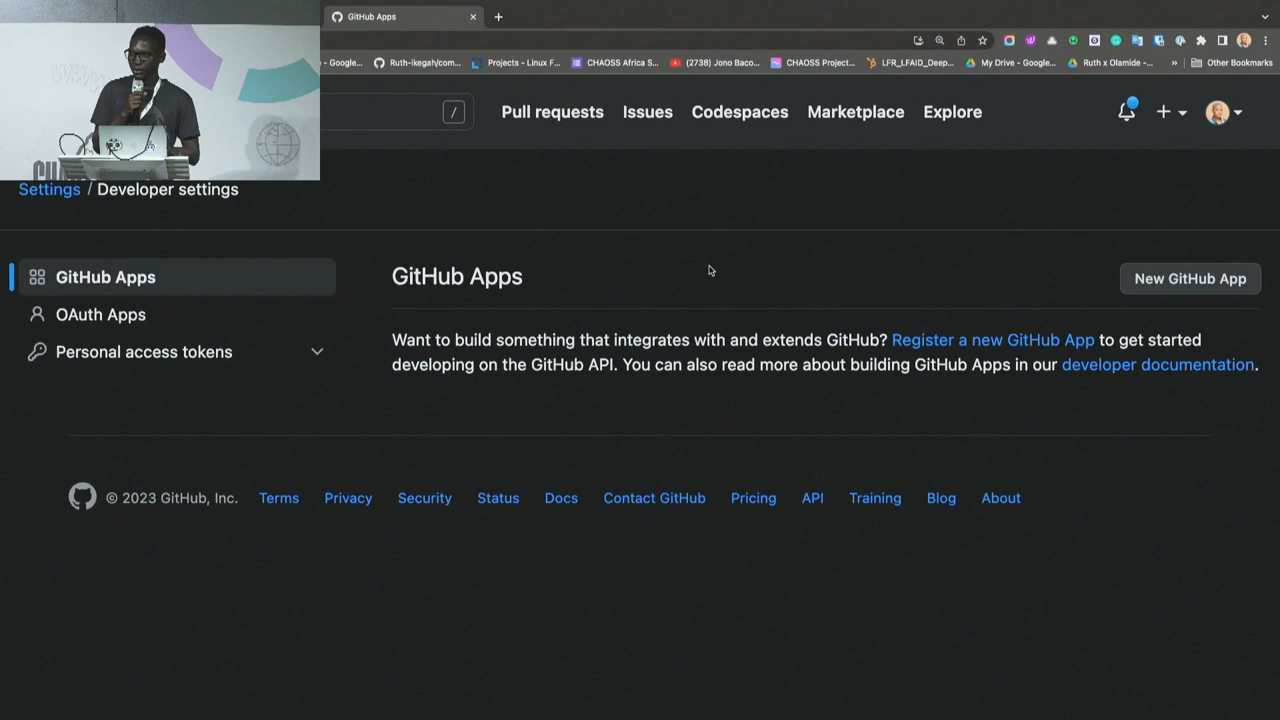 GitHub Apps
- Google... Ruth-ikegah/com... Projects - Linux F... CHAOSS Africa S... (2738) Jono Baco... CHAOSS Project... LFR_LFAID_Deep... My Drive - Google... Ruth x Olamide -... » Other Bookmarks
/ Pull requests Issues Codespaces Marketplace Explore
Settings / Developer settings
GitHub Apps
OAuth Apps
Personal access tokens
GitHub Apps
New GitHub App
Want to build something that integrates with and extends GitHub? Register a new GitHub App to get started
developing on the GitHub API. You can also read more about building GitHub Apps in our developer documentation.
© 2023 GitHub, Inc. Terms Privacy Security Status Docs Contact GitHub Pricing API Training Blog About